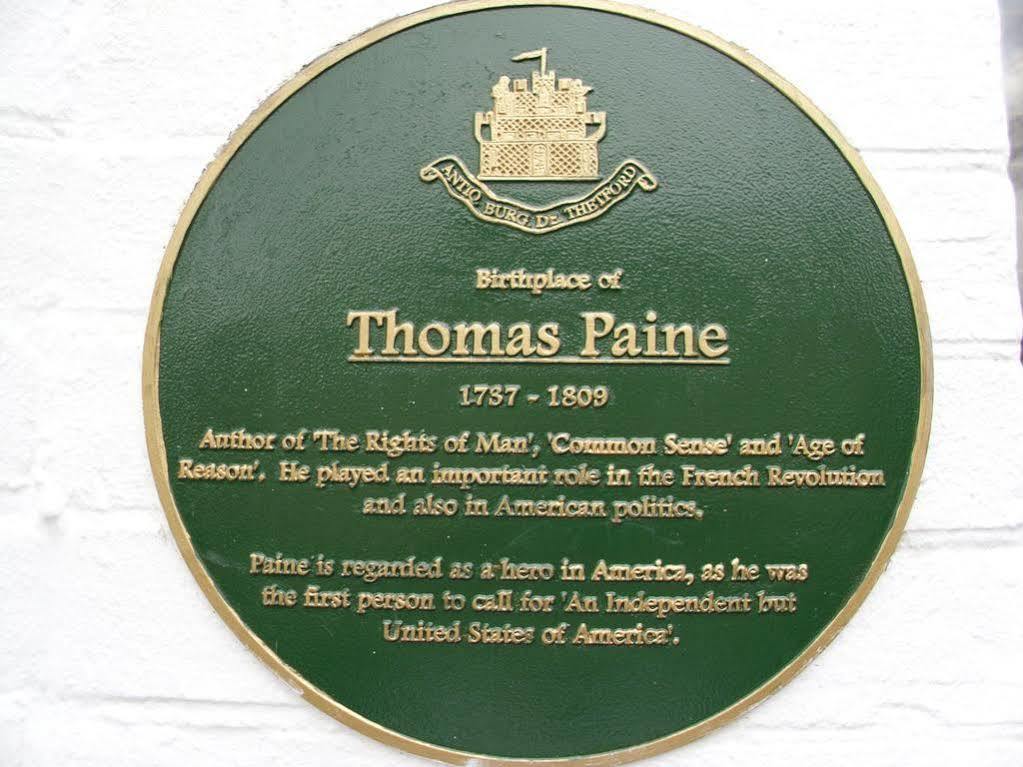 ANTIQ BURG. DE THETFORD
Birthplace of
Thomas Paine
1737 - 1809
Author of 'The Rights of Man', 'Common Sense' and 'Age of
Reason'. He played an important role in the French Revolution
and also in American politics.
Paine is regarded as a hero in America, as he was
the first person to call for 'An Independent but
United States of America'.